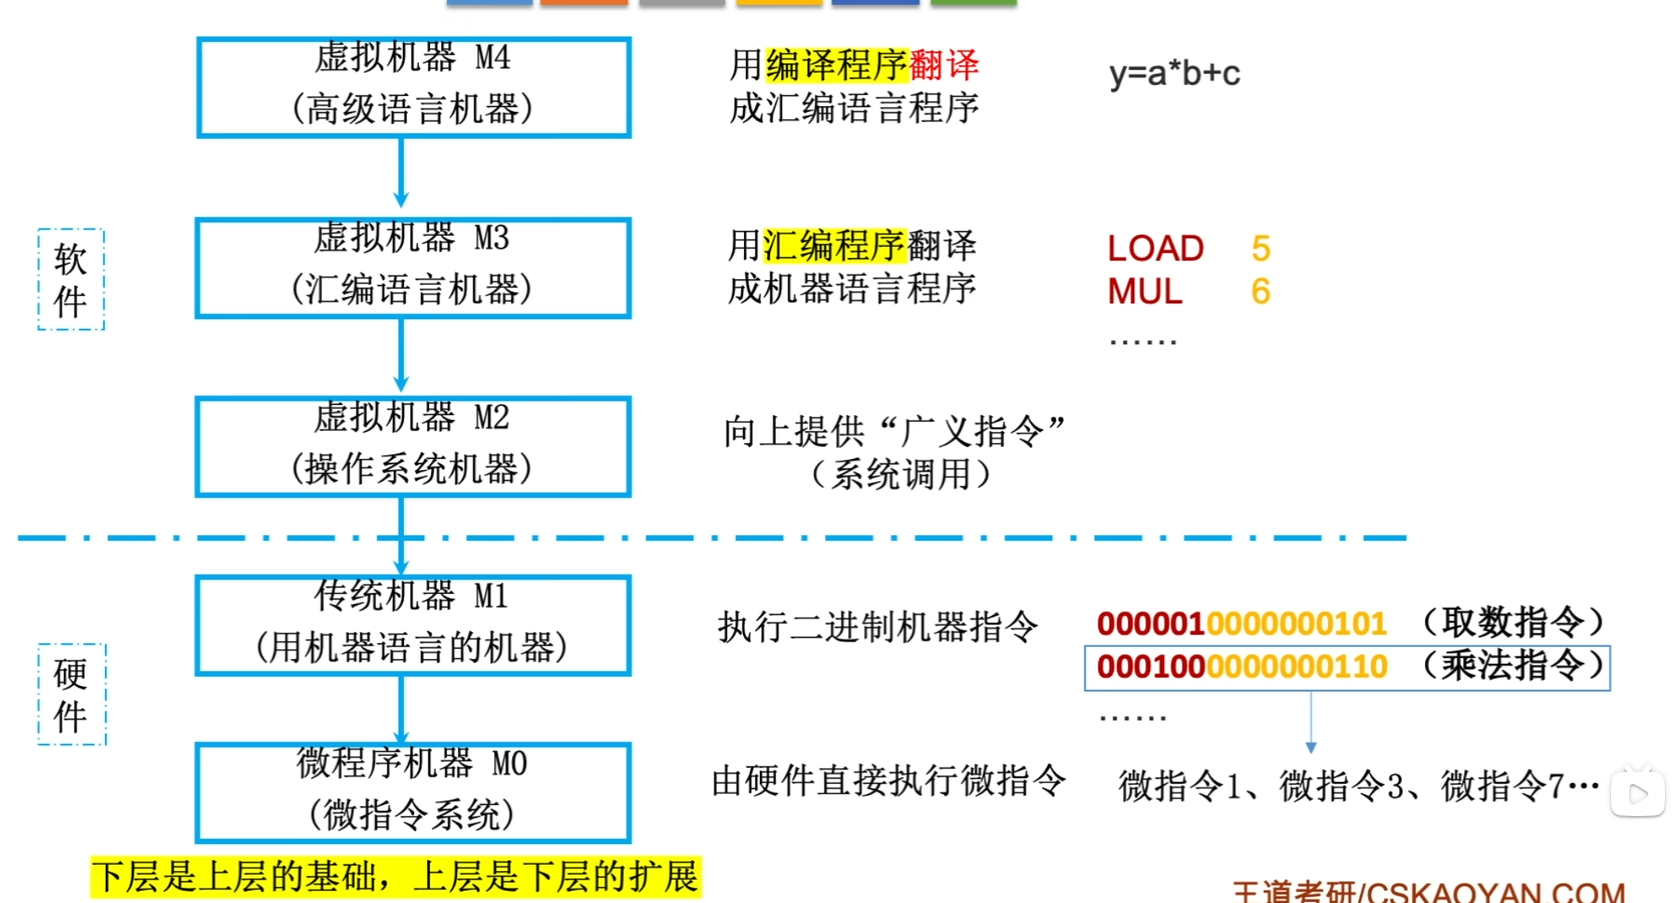 虚拟机器 M4
(高级语言机器)
用编译程序翻译
成汇编语言程序
y=a*b+c
软
件
虚拟机器 M3
(汇编语言机器)
用汇编程序翻译
成机器语言程序
LOAD 5
MUL 6
……
虚拟机器 M2
(操作系统机器)
向上提供“广义指令”
（系统调用）
硬
件
传统机器 M1
(用机器语言的机器)
执行二进制机器指令
0000010000000101 （取数指令）
0001000000000110 （乘法指令）
……
微程序机器 M0
(微指令系统)
由硬件直接执行微指令
微指令1、微指令3、微指令7…
下层是上层的基础，上层是下层的扩展
王道考研/CSKAOYAN.COM